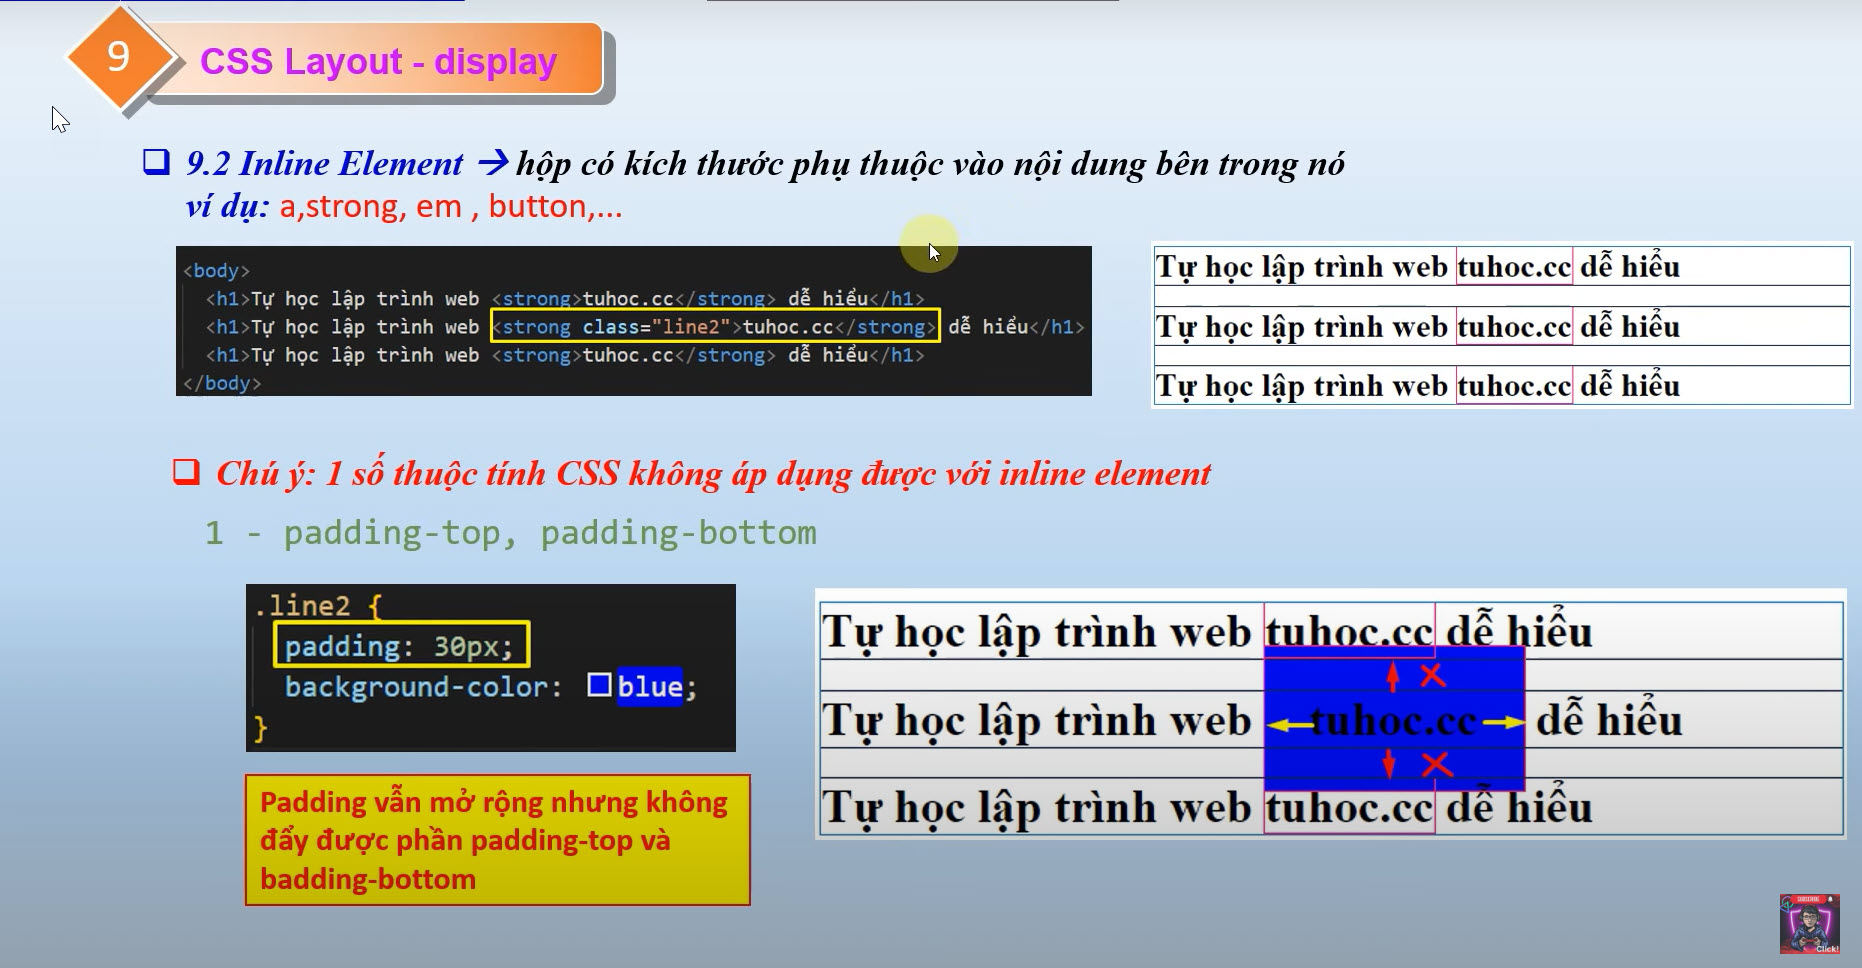 9
CSS Layout - display
9.2 Inline Element → hộp có kích thước phụ thuộc vào nội dung bên trong nó
ví dụ: a,strong, em , button,...
<body>
<h1>Tự học lập trình web <strong>tuhoc.cc</strong> dễ hiểu</h1>
<h1>Tự học lập trình web <strong class="line2">tuhoc.cc</strong> dễ hiểu</h1>
<h1>Tự học lập trình web <strong>tuhoc.cc</strong> dễ hiểu</h1>
</body>
Tự học lập trình web tuhoc.cc dễ hiểu
Tự học lập trình web tuhoc.cc dễ hiểu
Tự học lập trình web tuhoc.cc dễ hiểu
Chú ý: 1 số thuộc tính CSS không áp dụng được với inline element
1 - padding-top, padding-bottom
.line2 {
padding: 30px;
background-color: blue;
}
Padding vẫn mở rộng nhưng không
đẩy được phần padding-top và
badding-bottom
Tự học lập trình web tuhoc.cc dễ hiểu
Tự học lập trình web tuhoc.cc dễ hiểu
Tự học lập trình web tuhoc.cc dễ hiểu
SUBSCRIBE
Click!